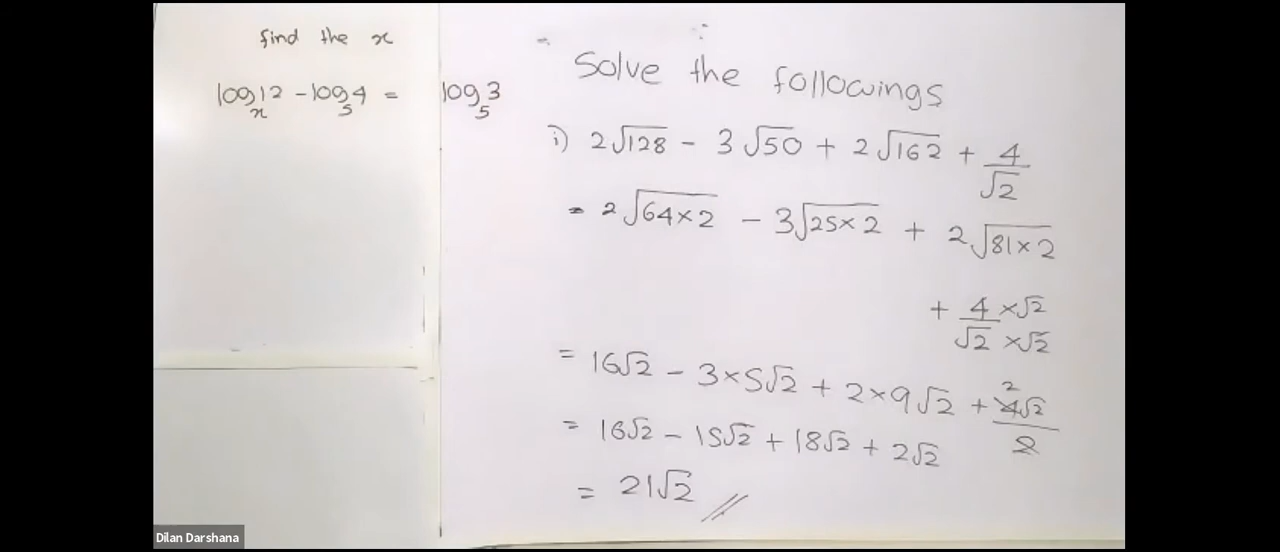 find the x
log_x 12 - log_5 4 = log_5 3
Solve the followings
i) 2√128 - 3√50 + 2√162 + 4/√2
= 2√64×2 - 3√25×2 + 2√81×2
+ 4×√2/√2×√2
= 16√2 - 3×5√2 + 2×9√2 + 2 4√2/2
= 16√2 - 15√2 + 18√2 + 2√2
= 21√2 //
Dilan Darshana